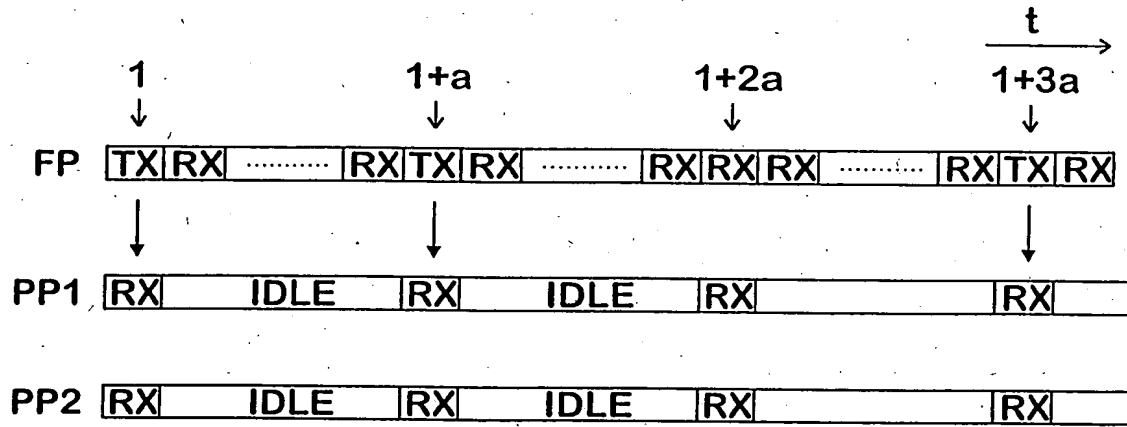 t
1 1+a 1+2a 1+3a
FP TX RX .......... RX TX RX .......... RX RX RX .......... RX TX RX
PP1 RX IDLE RX IDLE RX RX
PP2 RX IDLE RX IDLE RX RX